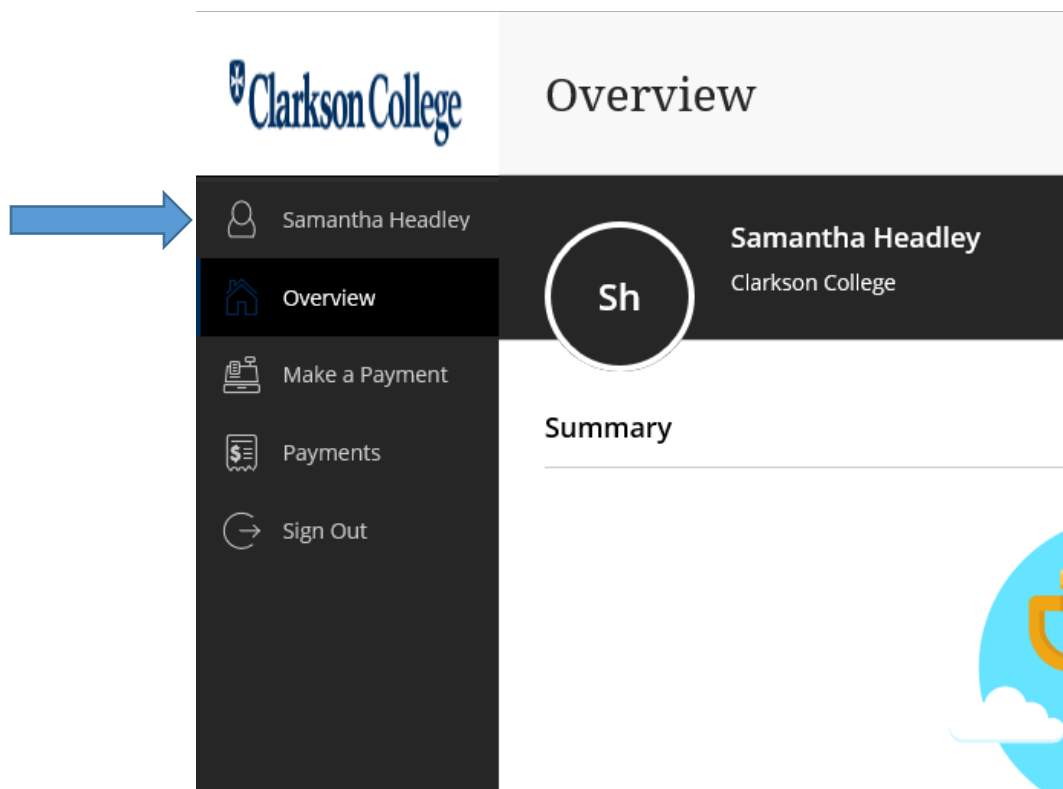 Clarkson College
Overview
Samantha Headley
Overview
Make a Payment
Payments
Sign Out
Sh
Samantha Headley
Clarkson College
Summary